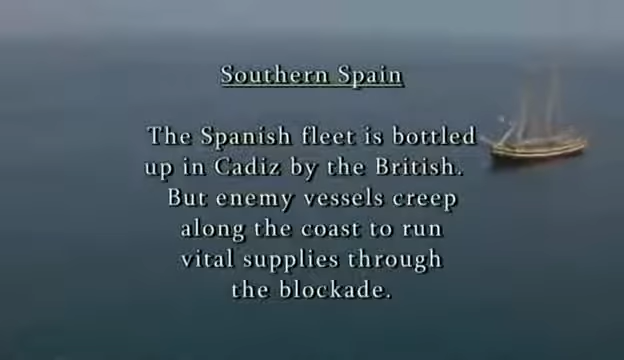 Southern Spain
The Spanish fleet is bottled
up in Cadiz by the British.
But enemy vessels creep
along the coast to run
vital supplies through
the blockade.